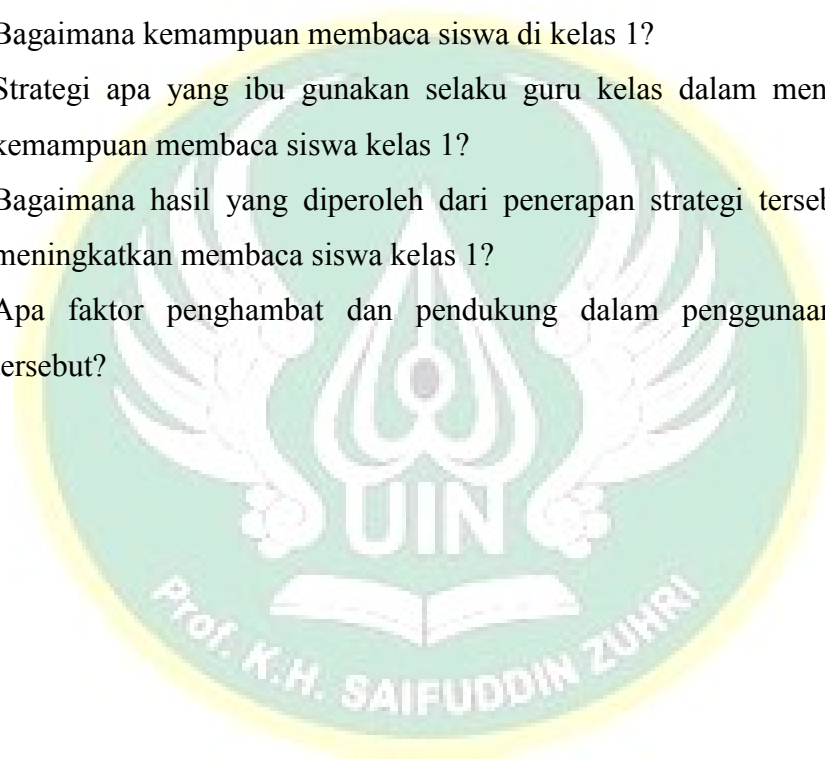 Bagaimana kemampuan membaca siswa di kelas 1?
Strategi apa yang ibu gunakan selaku guru kelas dalam men
kemampuan membaca siswa kelas 1?
Bagaimana hasil yang diperoleh dari penerapan strategi terseb
meningkatkan membaca siswa kelas 1?
Apa faktor penghambat dan pendukung dalam penggunaan
tersebut?
UIN
Prof. K.H. SAIFUDDIN ZUHRI